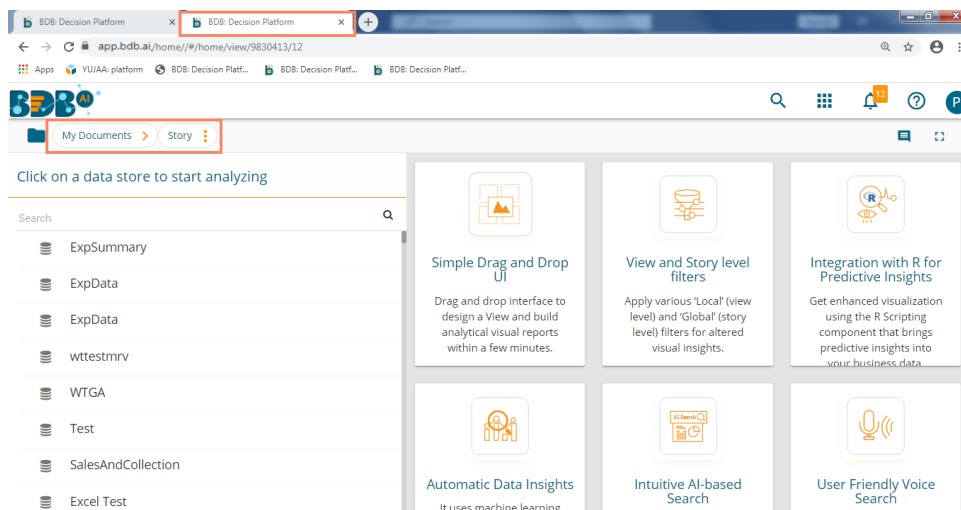 BDB: Decision Platform
BDB: Decision Platform
app.bdb.ai/home//#/home/view/9830413/12
Apps YUJAA: platform BDB: Decision Platf... BDB: Decision Platf... BDB: Decision Platf...
BDB AI
12
P
My Documents Story
Click on a data store to start analyzing
Search
ExpSummary
ExpData
ExpData
wttestmrv
WTGA
Test
SalesAndCollection
Excel Test
Simple Drag and Drop
UI
Drag and drop interface to
design a View and build
analytical visual reports
within a few minutes.
View and Story level
filters
Apply various 'Local' (view
level) and 'Global' (story
level) filters for altered
visual insights.
R
Integration with R for
Predictive Insights
Get enhanced visualization
using the R Scripting
component that brings
predictive insights into
your business data
Automatic Data Insights
It uses machine learning
AI Search
Intuitive AI-based
Search
User Friendly Voice
Search